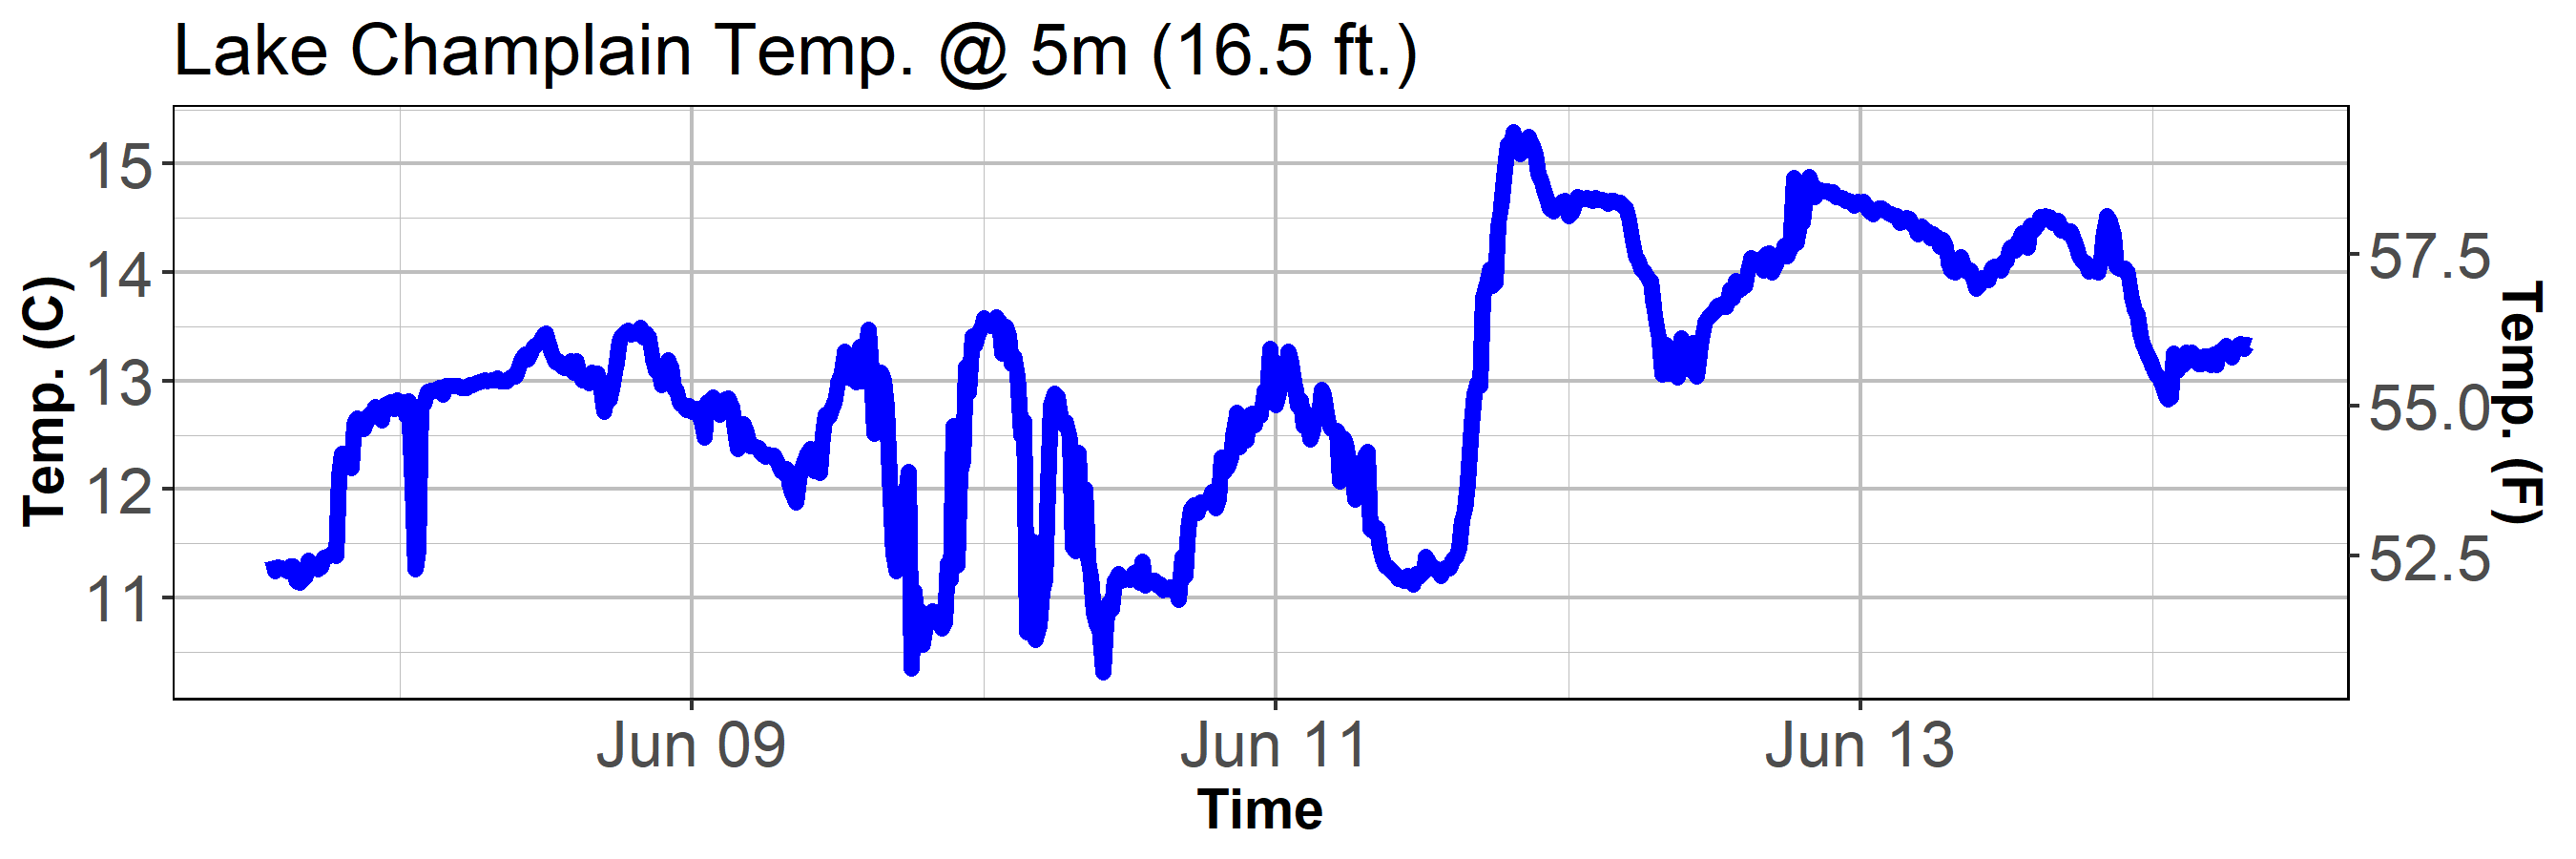 Lake Champlain Temp. @ 5m (16.5 ft.)
Temp. (C)
15
14
13
12
11
57.5
55.0
52.5
Temp. (F)
Jun 09 Jun 11 Jun 13
Time